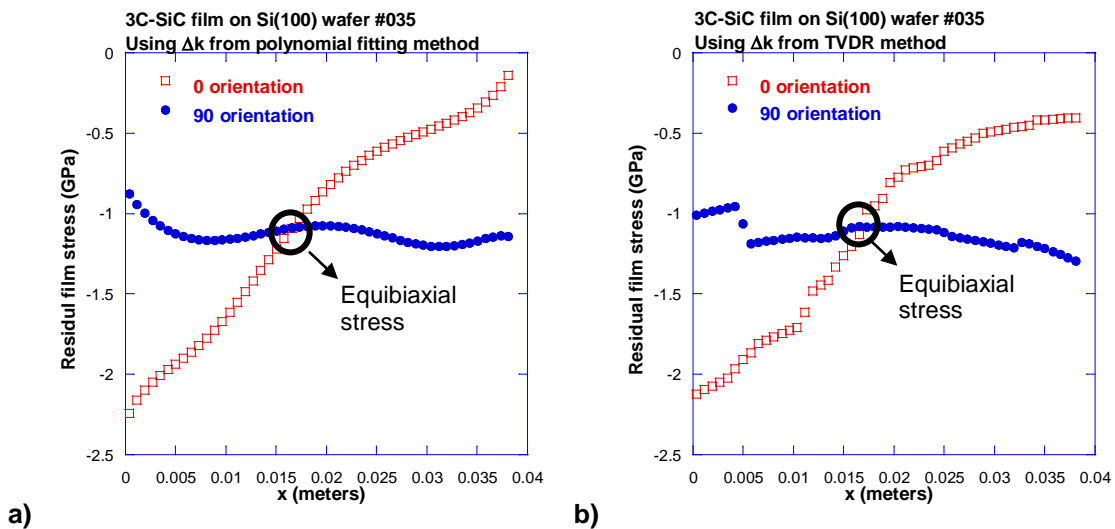 3C-SiC film on Si(100) wafer #035
Using Δk from polynomial fitting method
0
-0.5
-1
-1.5
-2
-2.5
Residul film stress (GPa)
0 orientation
90 orientation
Equibiaxial
stress
0 0.005 0.01 0.015 0.02 0.025 0.03 0.035 0.04
x (meters)
a)
3C-SiC film on Si(100) wafer #035
Using Δk from TVDR method
0
-0.5
-1
-1.5
-2
-2.5
Residual film stress (GPa)
0 orientation
90 orientation
Equibiaxial
stress
0 0.005 0.01 0.015 0.02 0.025 0.03 0.035 0.04
x (meters)
b)